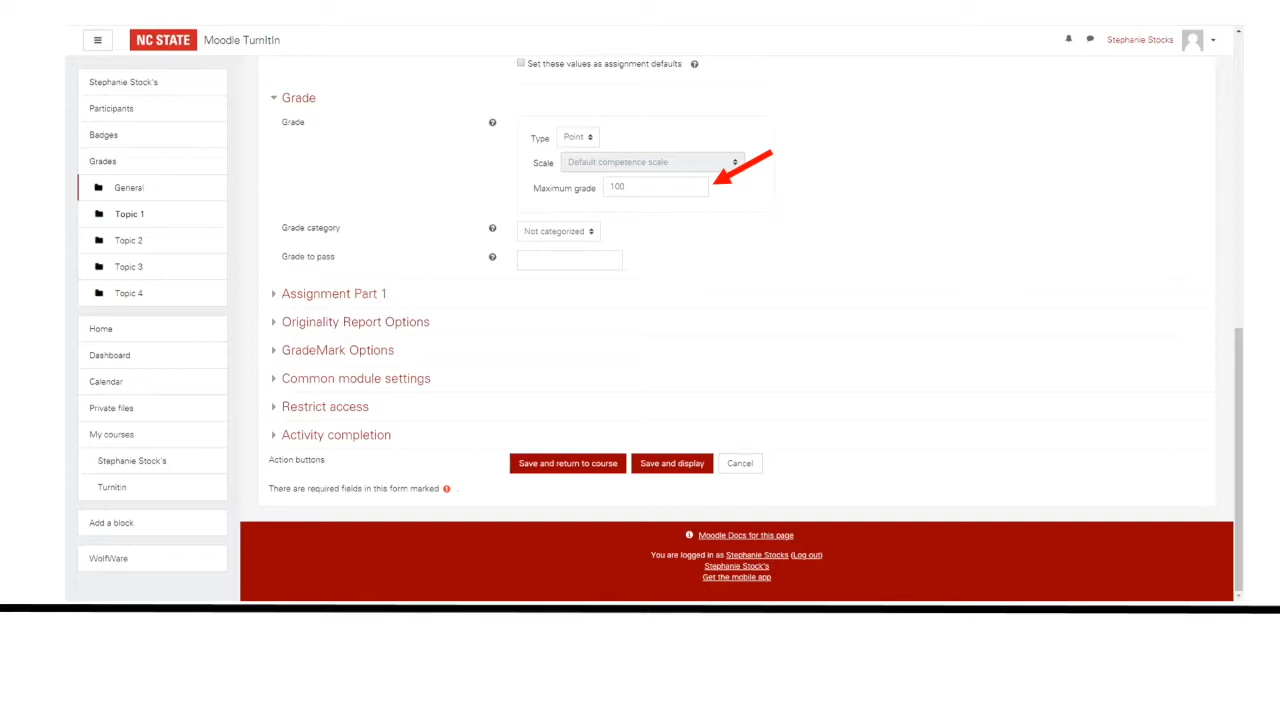 NC STATE Moodle TurnItIn
Stephanie Stocks
Stephanie Stock's
Participants
Badges
Grades
General
Topic 1
Topic 2
Topic 3
Topic 4
Home
Dashboard
Calendar
Private files
My courses
Stephanie Stock's
Turnitin
Add a block
WolfWare
Set these values as assignment defaults
Grade
Grade
Type Point
Scale Default competence scale
Maximum grade 100
Grade category Not categorized
Grade to pass
Assignment Part 1
Originality Report Options
GradeMark Options
Common module settings
Restrict access
Activity completion
Action buttons Save and return to course Save and display Cancel
There are required fields in this form marked .
Moodle Docs for this page
You are logged in as Stephanie Stocks (Log out)
Stephanie Stock's
Get the mobile app